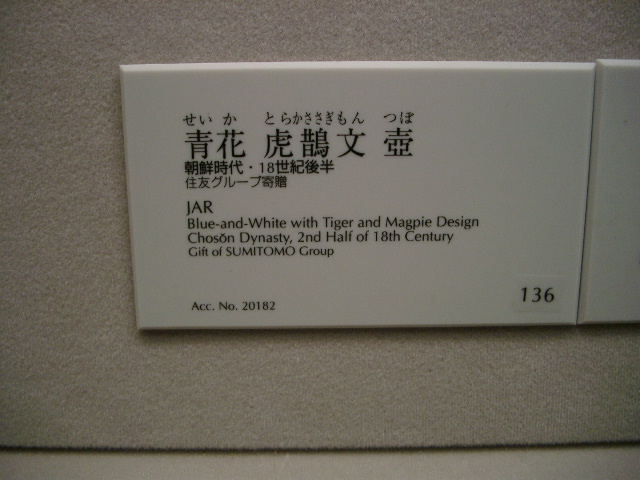 せいか とらかささぎもん つぼ
青花 虎鵲文 壺
朝鮮時代・18世紀後半
住友グループ寄贈
JAR
Blue-and-White with Tiger and Magpie Design
Chosŏn Dynasty, 2nd Half of 18th Century
Gift of SUMITOMO Group
Acc. No. 20182
136